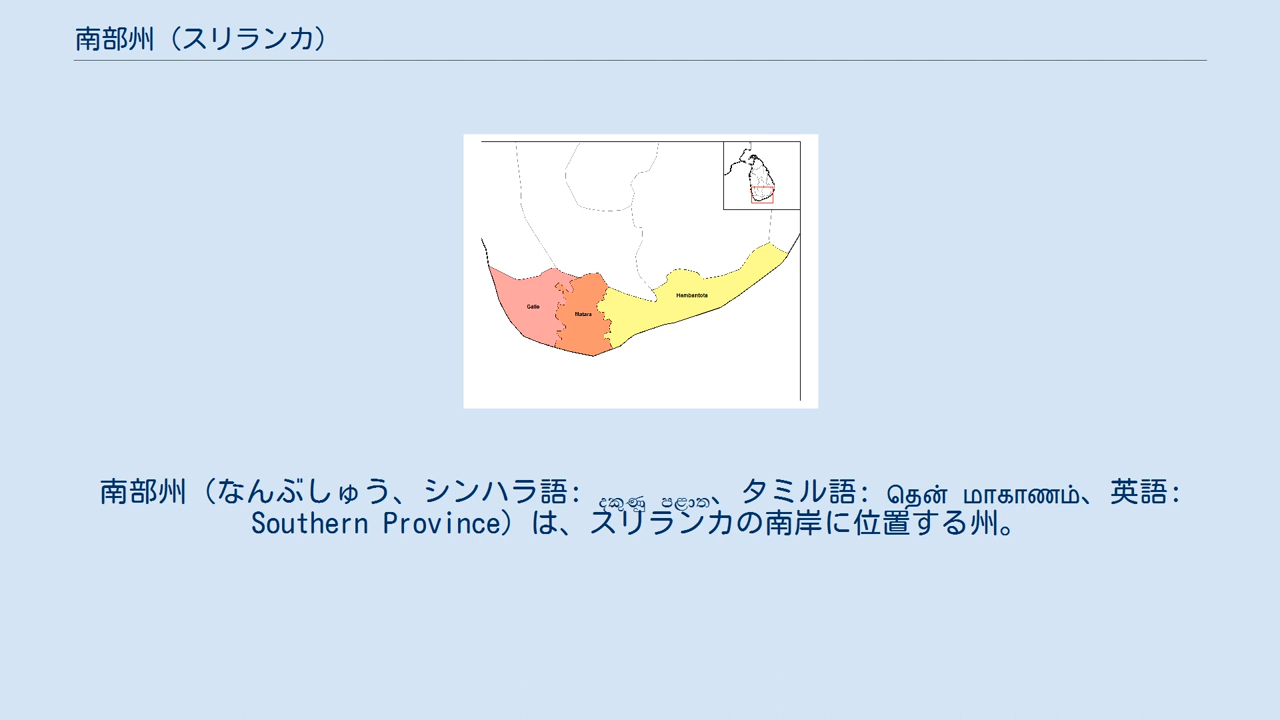 南部州（スリランカ）
Galle
Matara
Hambantota
南部州（なんぶしゅう、シンハラ語: දකුණු පළාත、タミル語: தென் மாகாணம்、英語:
Southern Province）は、スリランカの南岸に位置する州。